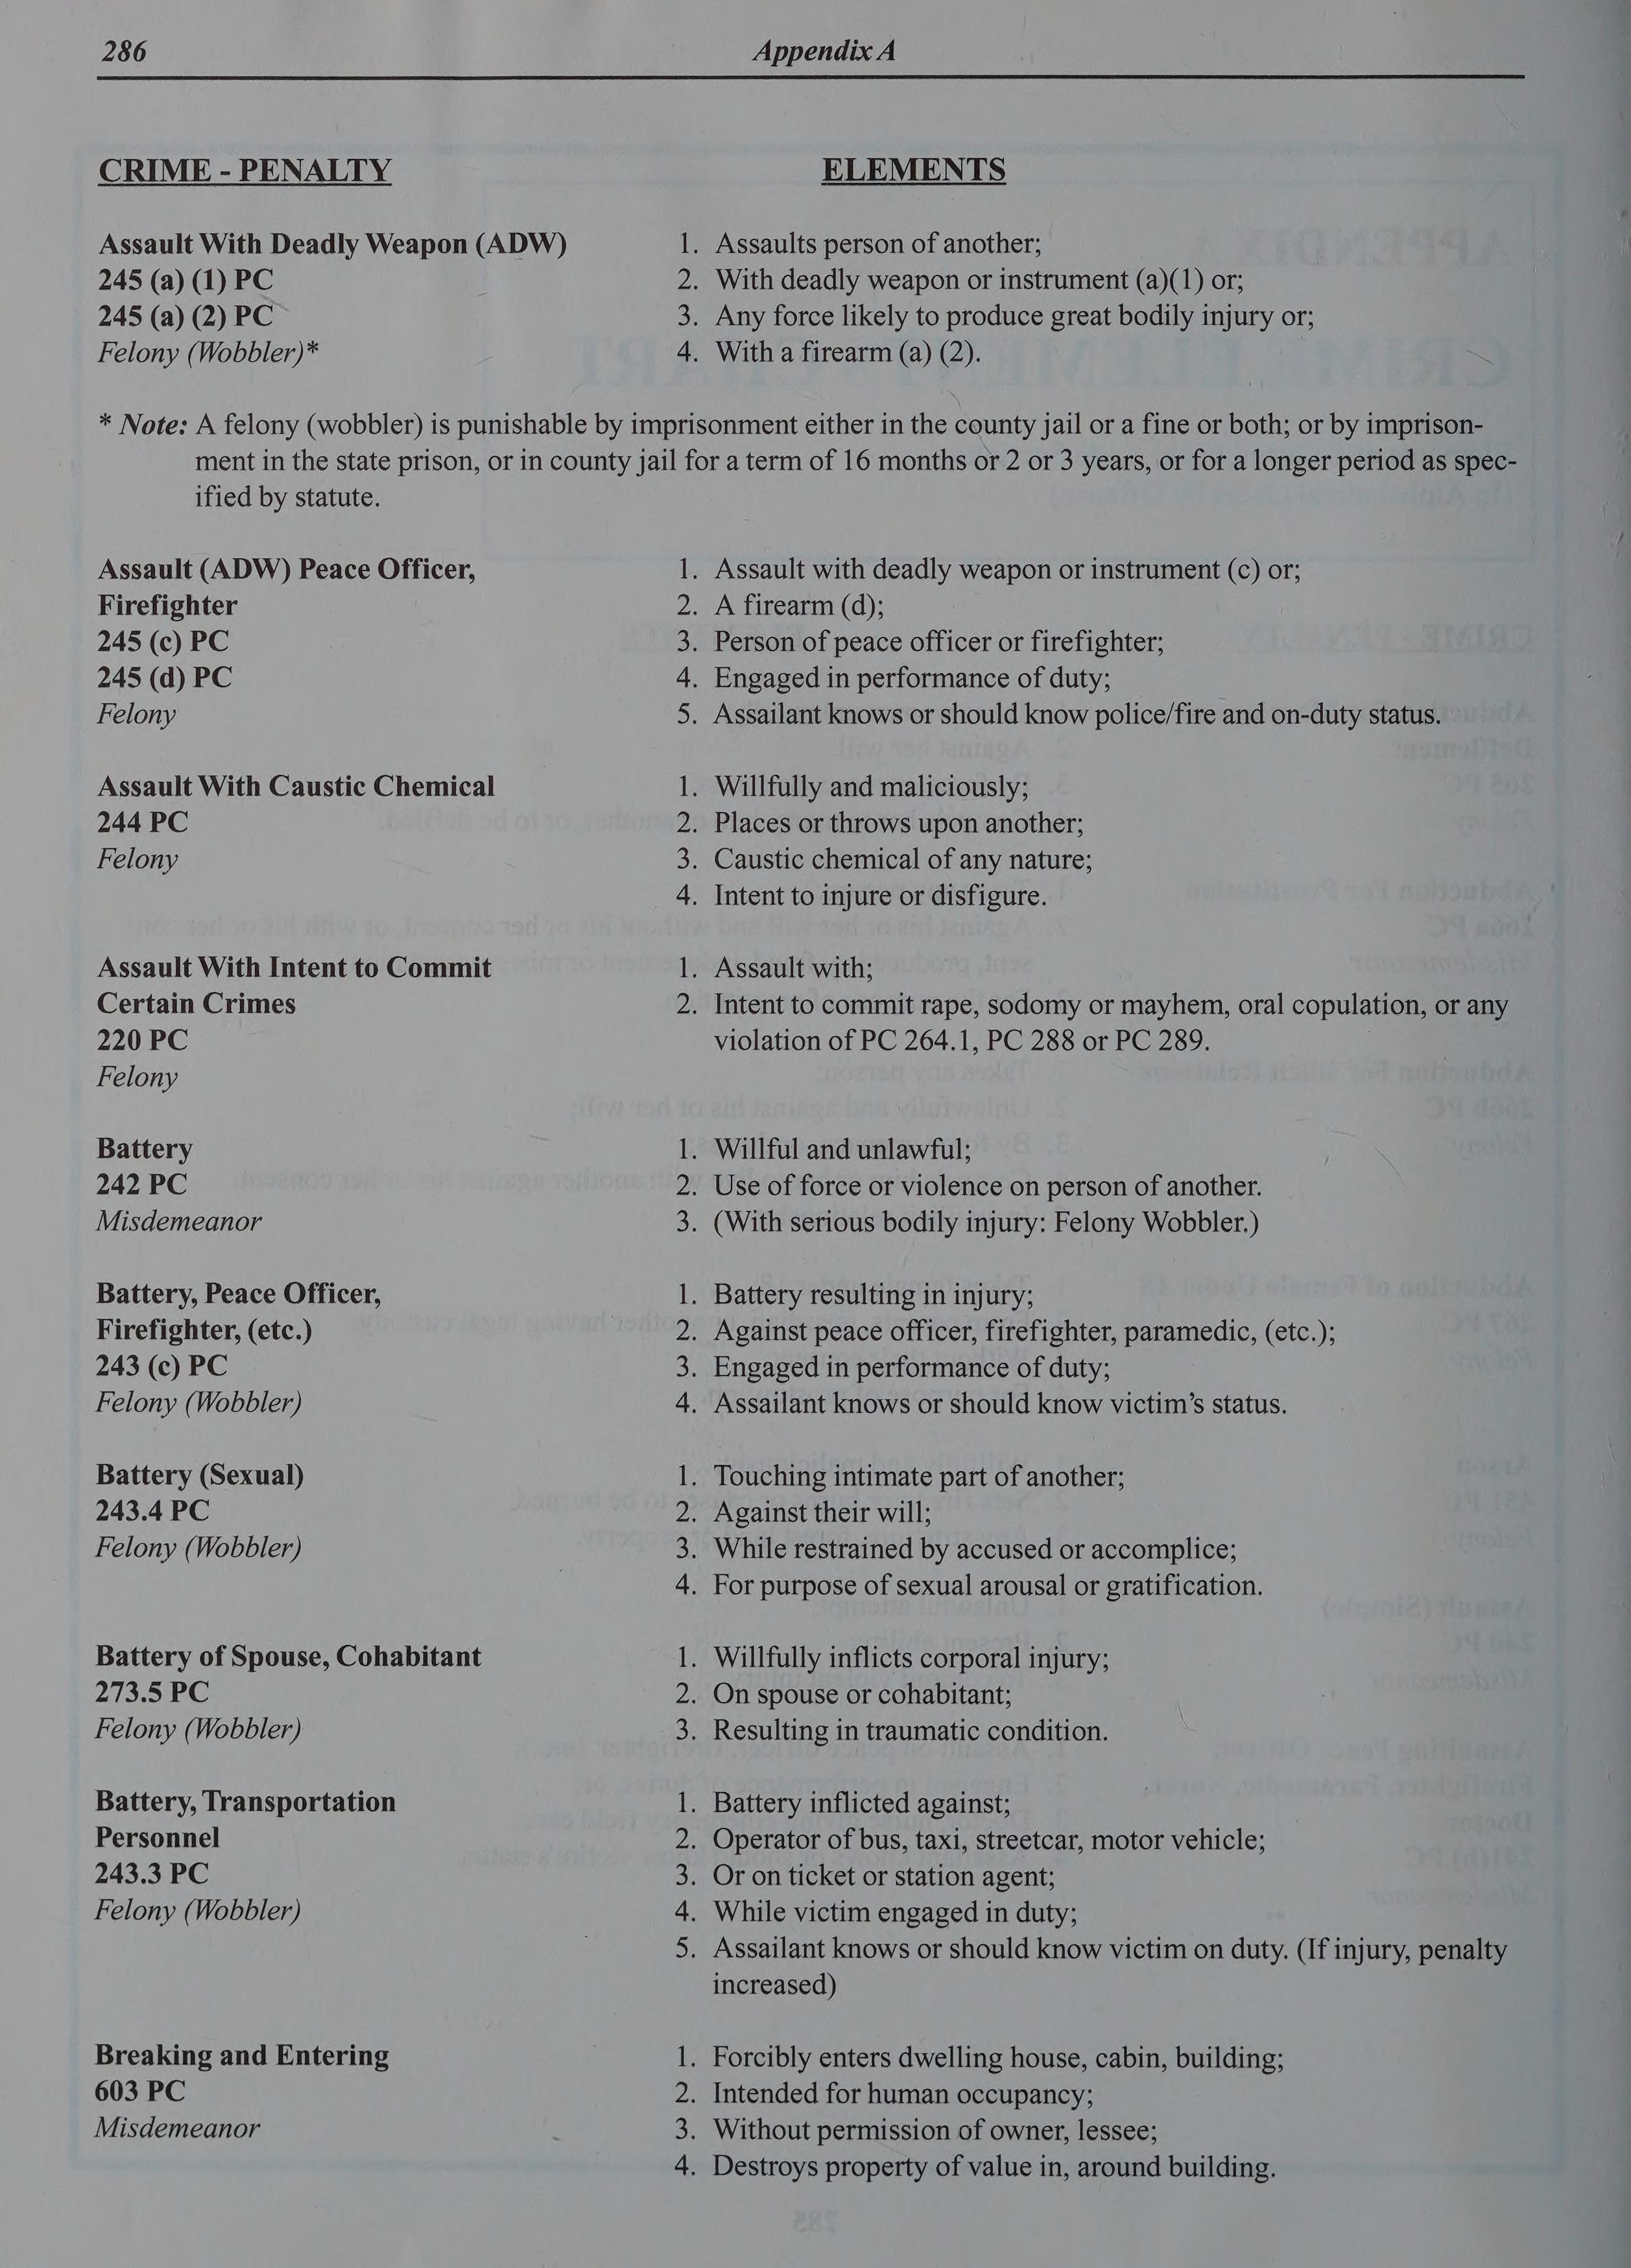 286
Appendix A
CRIME - PENALTY
ELEMENTS
Assault With Deadly Weapon (ADW)
245 (a) (1) PC
245 (a) (2) PC
Felony (Wobbler)*
1. Assaults person of another;
2. With deadly weapon or instrument (a)(1) or;
3. Any force likely to produce great bodily injury or;
4. With a firearm (a) (2).
* Note: A felony (wobbler) is punishable by imprisonment either in the county jail or a fine or both; or by imprison-
ment in the state prison, or in county jail for a term of 16 months or 2 or 3 years, or for a longer period as spec-
ified by statute.
Assault (ADW) Peace Officer,
Firefighter
245 (c) PC
245 (d) PC
Felony
1. Assault with deadly weapon or instrument (c) or;
2. A firearm (d);
3. Person of peace officer or firefighter;
4. Engaged in performance of duty;
5. Assailant knows or should know police/fire and on-duty status.
Assault With Caustic Chemical
244 PC
Felony
1. Willfully and maliciously;
2. Places or throws upon another;
3. Caustic chemical of any nature;
4. Intent to injure or disfigure.
Assault With Intent to Commit
Certain Crimes
220 PC
Felony
1. Assault with;
2. Intent to commit rape, sodomy or mayhem, oral copulation, or any
violation of PC 264.1, PC 288 or PC 289.
Battery
242 PC
Misdemeanor
1. Willful and unlawful;
2. Use of force or violence on person of another.
3. (With serious bodily injury: Felony Wobbler.)
Battery, Peace Officer,
Firefighter, (etc.)
243 (c) PC
Felony (Wobbler)
1. Battery resulting in injury;
2. Against peace officer, firefighter, paramedic, (etc.);
3. Engaged in performance of duty;
4. Assailant knows or should know victim's status.
Battery (Sexual)
243.4 PC
Felony (Wobbler)
1. Touching intimate part of another;
2. Against their will;
3. While restrained by accused or accomplice;
4. For purpose of sexual arousal or gratification.
Battery of Spouse, Cohabitant
273.5 PC
Felony (Wobbler)
1. Willfully inflicts corporal injury;
2. On spouse or cohabitant;
3. Resulting in traumatic condition.
Battery, Transportation
Personnel
243.3 PC
Felony (Wobbler)
1. Battery inflicted against;
2. Operator of bus, taxi, streetcar, motor vehicle;
3. Or on ticket or station agent;
4. While victim engaged in duty;
5. Assailant knows or should know victim on duty. (If injury, penalty
increased)
Breaking and Entering
603 PC
Misdemeanor
1. Forcibly enters dwelling house, cabin, building;
2. Intended for human occupancy;
3. Without permission of owner, lessee;
4. Destroys property of value in, around building.